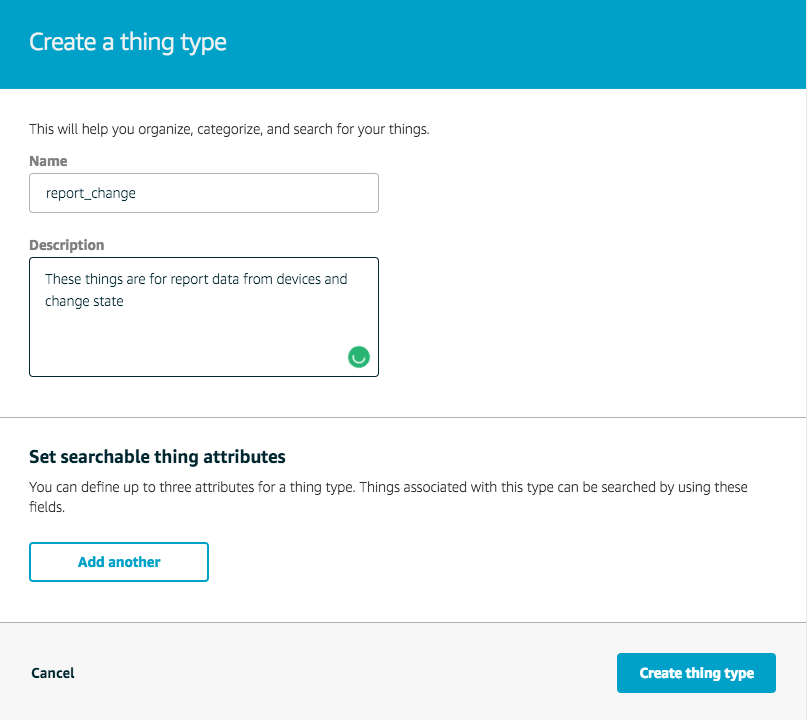 Create a thing type
This will help you organize, categorize, and search for your things.
Name
report_change
Description
These things are for report data from devices and
change state
Set searchable thing attributes
You can define up to three attributes for a thing type. Things associated with this type can be searched by using these
fields.
Add another
Cancel
Create thing type